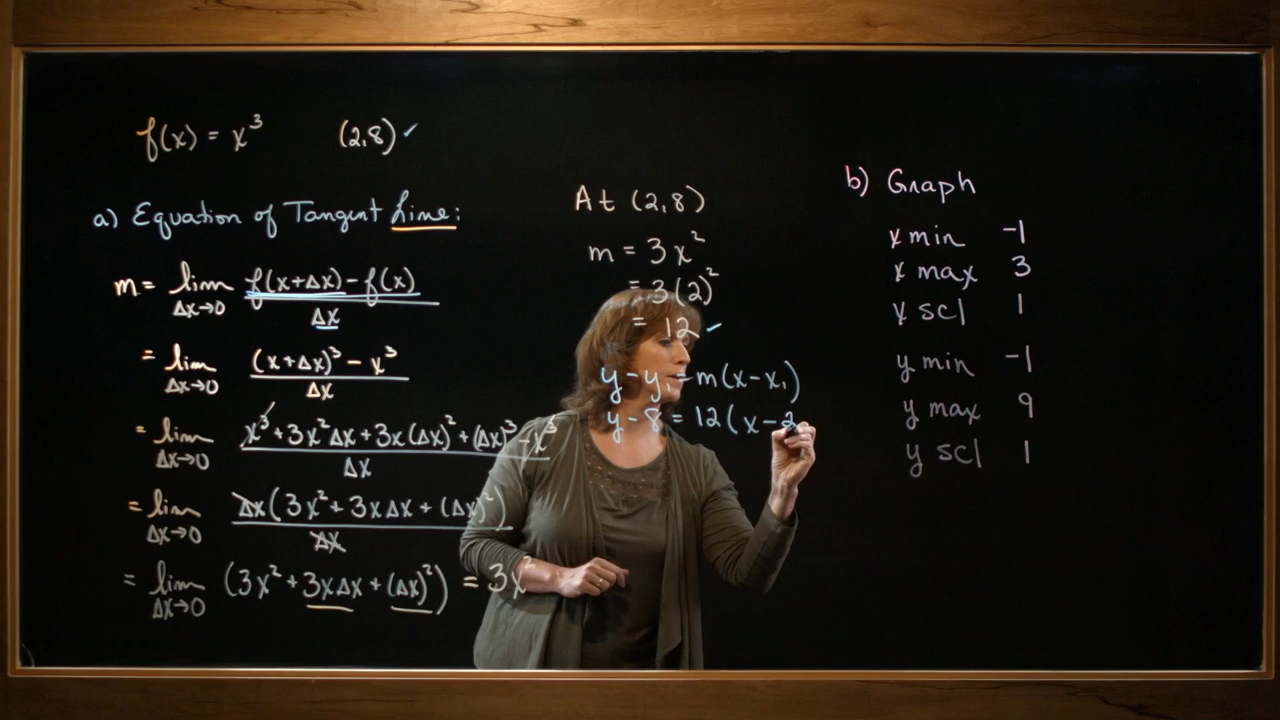 f(x) = x³ (2,8) ✓
a) Equation of Tangent Line:
m = lim Δx→0 f(x+Δx) - f(x) / Δx
= lim Δx→0 (x+Δx)³ - x³ / Δx
= lim Δx→0 x³ + 3x²Δx + 3x(Δx)² + (Δx)³ - x³ / Δx
= lim Δx→0 Δx(3x² + 3xΔx + (Δx)²) / Δx
= lim Δx→0 (3x² + 3xΔx + (Δx)²) = 3x²
At (2,8)
m = 3x²
= 3(2)²
= 12 ✓
y - y₁ = m(x - x₁)
y - 8 = 12(x - 2
b) Graph
x min -1
x max 3
x scl 1
y min -1
y max 9
y scl 1